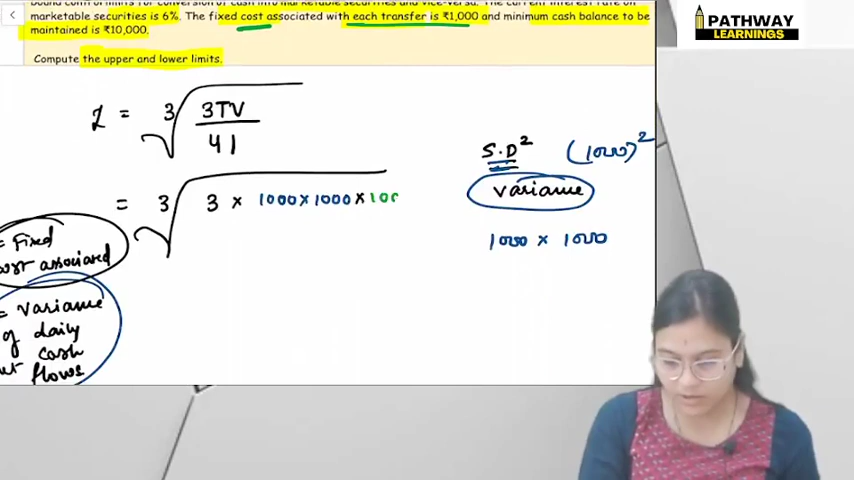 marketable securities is 6%. The fixed cost associated with each transfer is ₹1,000 and minimum cash balance to be
maintained is ₹10,000.
Compute the upper and lower limits.
PATHWAY
LEARNINGS
Z = 3√ 3TV
4I
= 3√ 3 × 1000×1000×100
S.D² (1000)²
variance
1000 × 1000
= Fixed
cost associated
= variance
of daily
cash
flows